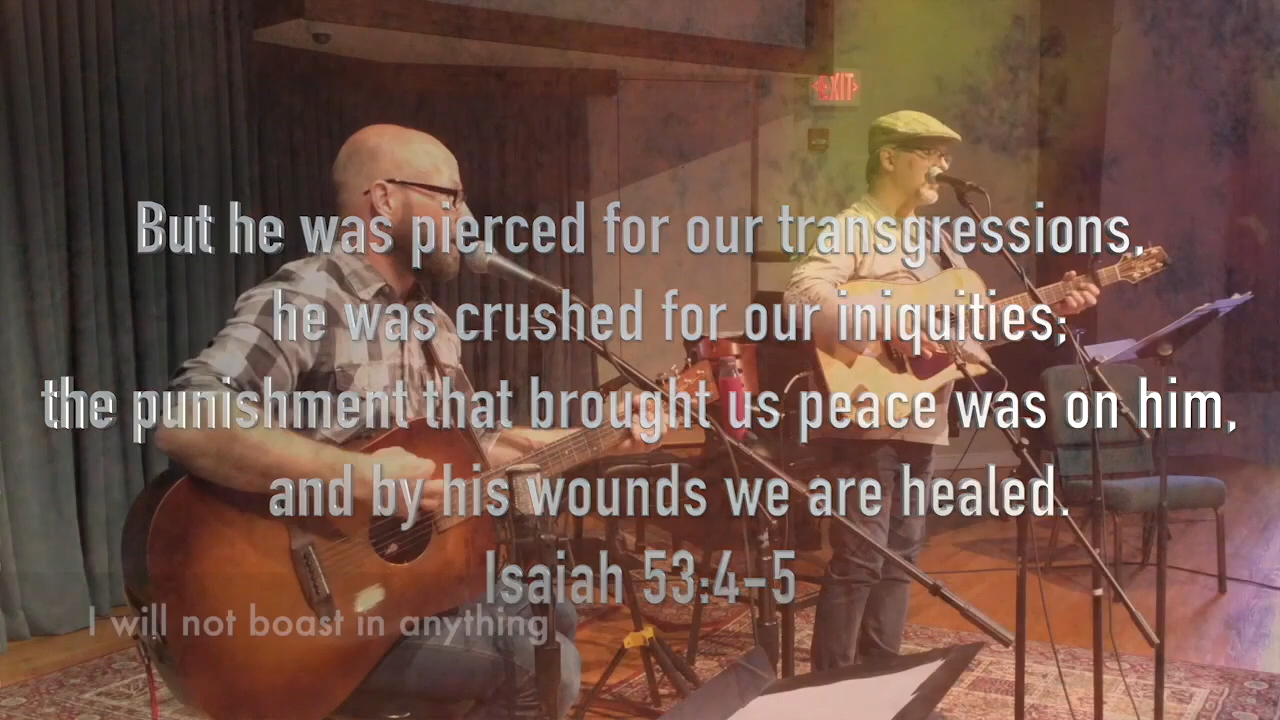 EXIT
But he was pierced for our transgressions,
he was crushed for our iniquities;
the punishment that brought us peace was on him,
and by his wounds we are healed.
Isaiah 53:4-5
I will not boast in anything